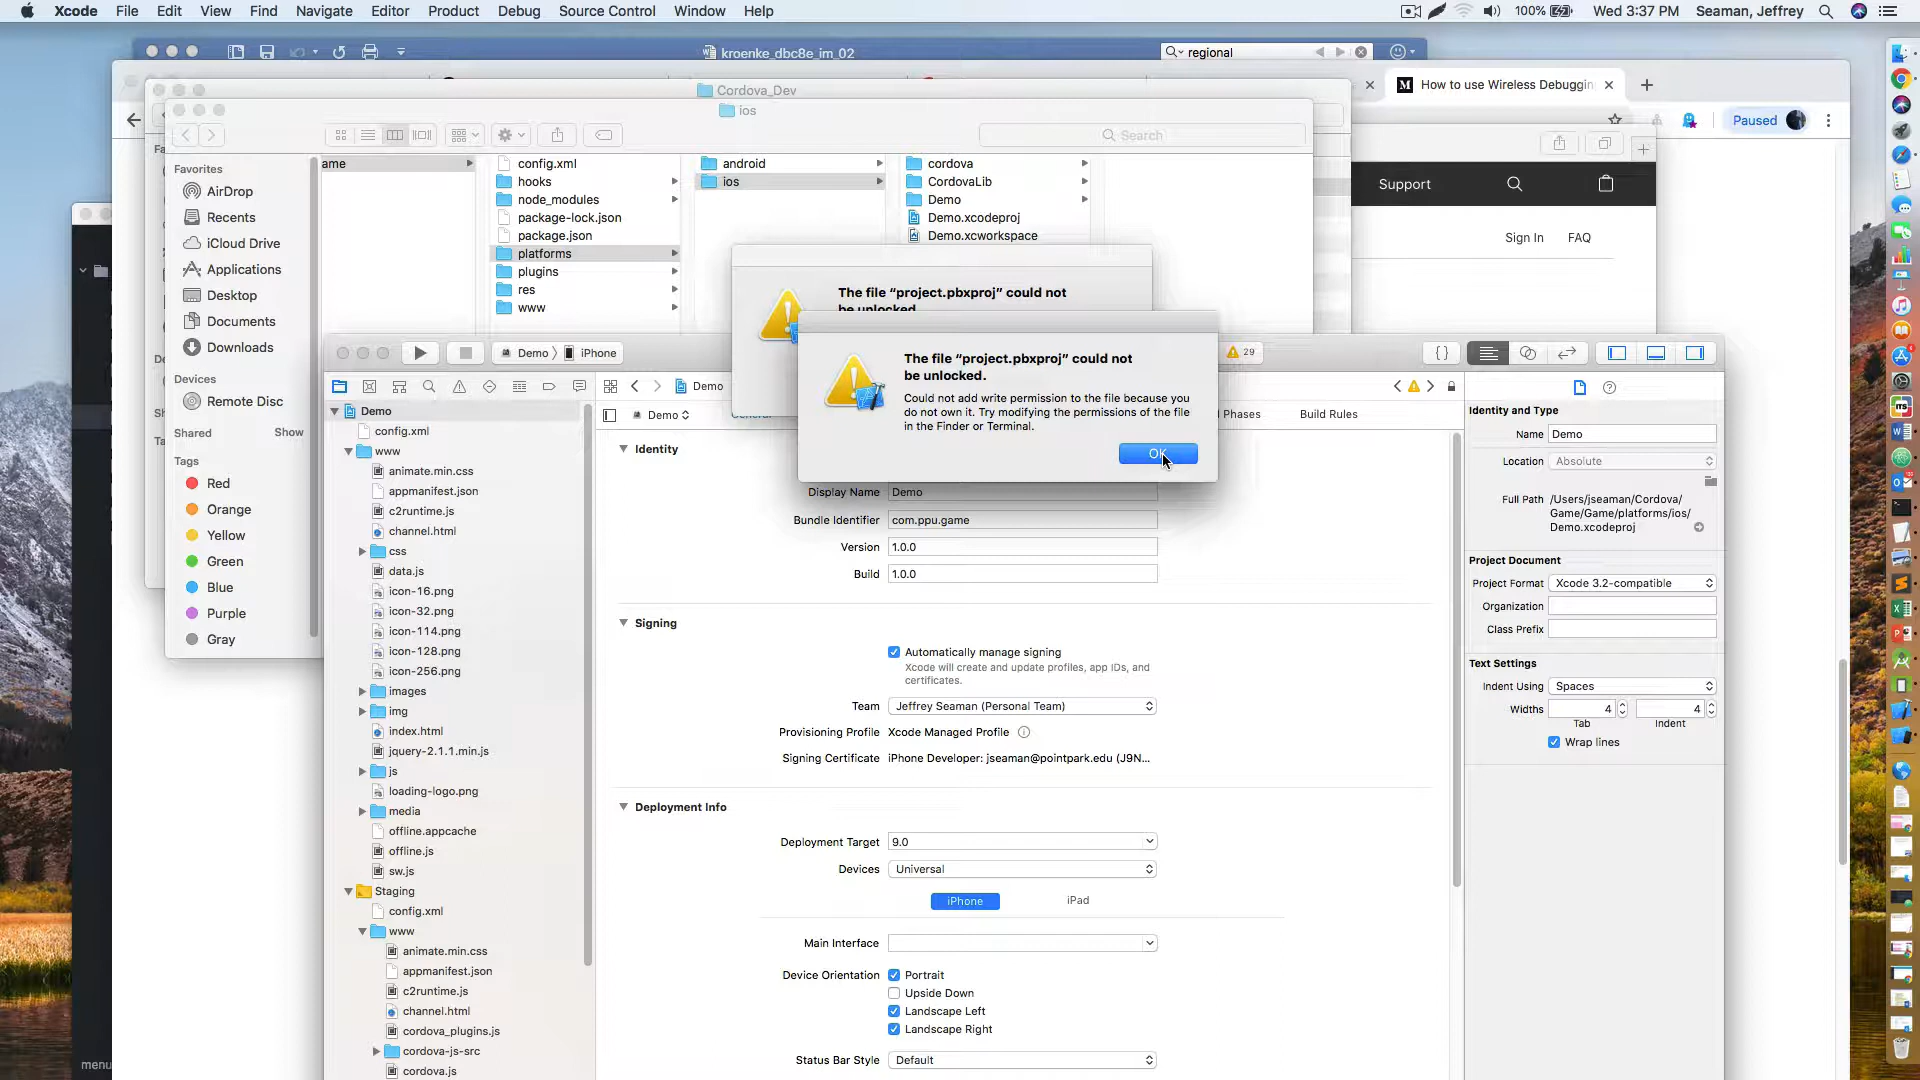 Xcode File Edit View Find Navigate Editor Product Debug Source Control Window Help
100% Wed 3:37 PM Seaman, Jeffrey
kroenke_dbc8e_im_02
regional
How to use Wireless Debuggin
Cordova_Dev
ios
Search
Paused
Favorites
AirDrop
Recents
iCloud Drive
Applications
Desktop
Documents
Downloads
Devices
Remote Disc
Shared Show
Tags
Red
Orange
Yellow
Green
Blue
Purple
Gray
ame
config.xml
hooks
node_modules
package-lock.json
package.json
platforms
plugins
res
www
android
ios
cordova
CordovaLib
Demo
Demo.xcodeproj
Demo.xcworkspace
Support
Sign In FAQ
The file “project.pbxproj” could not
be unlocked
The file “project.pbxproj” could not
be unlocked.
Could not add write permission to the file because you
do not own it. Try modifying the permissions of the file
in the Finder or Terminal.
OK
Demo iPhone
29
Demo
Demo
General
Phases
Build Rules
Demo
config.xml
www
animate.min.css
appmanifest.json
c2runtime.js
channel.html
css
data.js
icon-16.png
icon-32.png
icon-114.png
icon-128.png
icon-256.png
images
img
index.html
jquery-2.1.1.min.js
js
loading-logo.png
media
offline.appcache
offline.js
sw.js
Staging
config.xml
www
animate.min.css
appmanifest.json
c2runtime.js
channel.html
cordova_plugins.js
cordova-js-src
cordova.js
menu
Identity
Display Name Demo
Bundle Identifier com.ppu.game
Version 1.0.0
Build 1.0.0
Signing
Automatically manage signing
Xcode will create and update profiles, app IDs, and
certificates.
Team Jeffrey Seaman (Personal Team)
Provisioning Profile Xcode Managed Profile
Signing Certificate iPhone Developer: jseaman@pointpark.edu (J9N...
Deployment Info
Deployment Target 9.0
Devices Universal
iPhone iPad
Main Interface
Device Orientation Portrait
Upside Down
Landscape Left
Landscape Right
Status Bar Style Default
Identity and Type
Name Demo
Location Absolute
Full Path /Users/jseaman/Cordova/
Game/Game/platforms/ios/
Demo.xcodeproj
Project Document
Project Format Xcode 3.2-compatible
Organization
Class Prefix
Text Settings
Indent Using Spaces
Widths 4 4
Tab Indent
Wrap lines